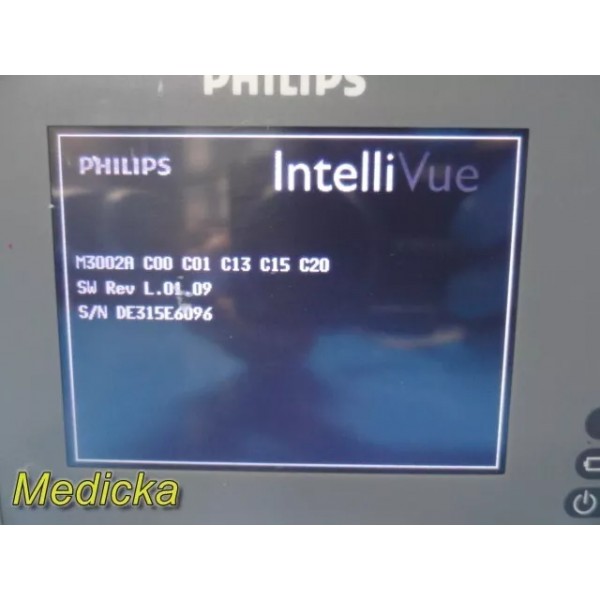 PHILIPS
PHILIPS IntelliVue
M3002A C00 C01 C13 C15 C20
SW Rev L.01.09
S/N DE315E6096
Medicka